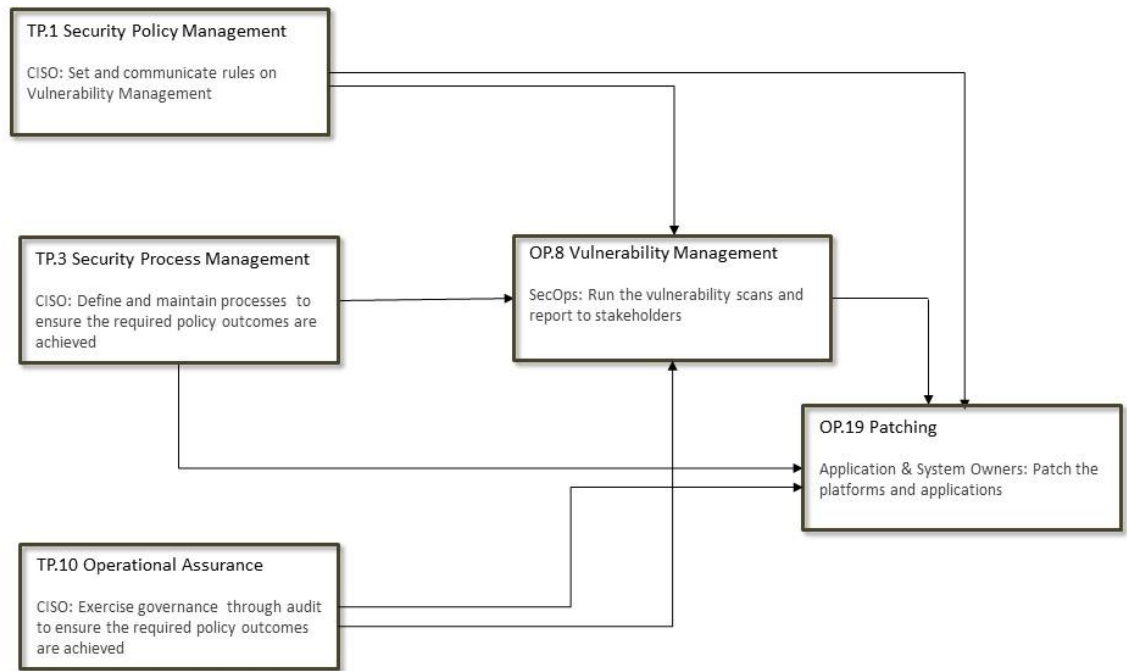 TP.1 Security Policy Management
CISO: Set and communicate rules on
Vulnerability Management
TP.3 Security Process Management
CISO: Define and maintain processes to
ensure the required policy outcomes are
achieved
OP.8 Vulnerability Management
SecOps: Run the vulnerability scans and
report to stakeholders
OP.19 Patching
Application & System Owners: Patch the
platforms and applications
TP.10 Operational Assurance
CISO: Exercise governance through audit
to ensure the required policy outcomes
are achieved